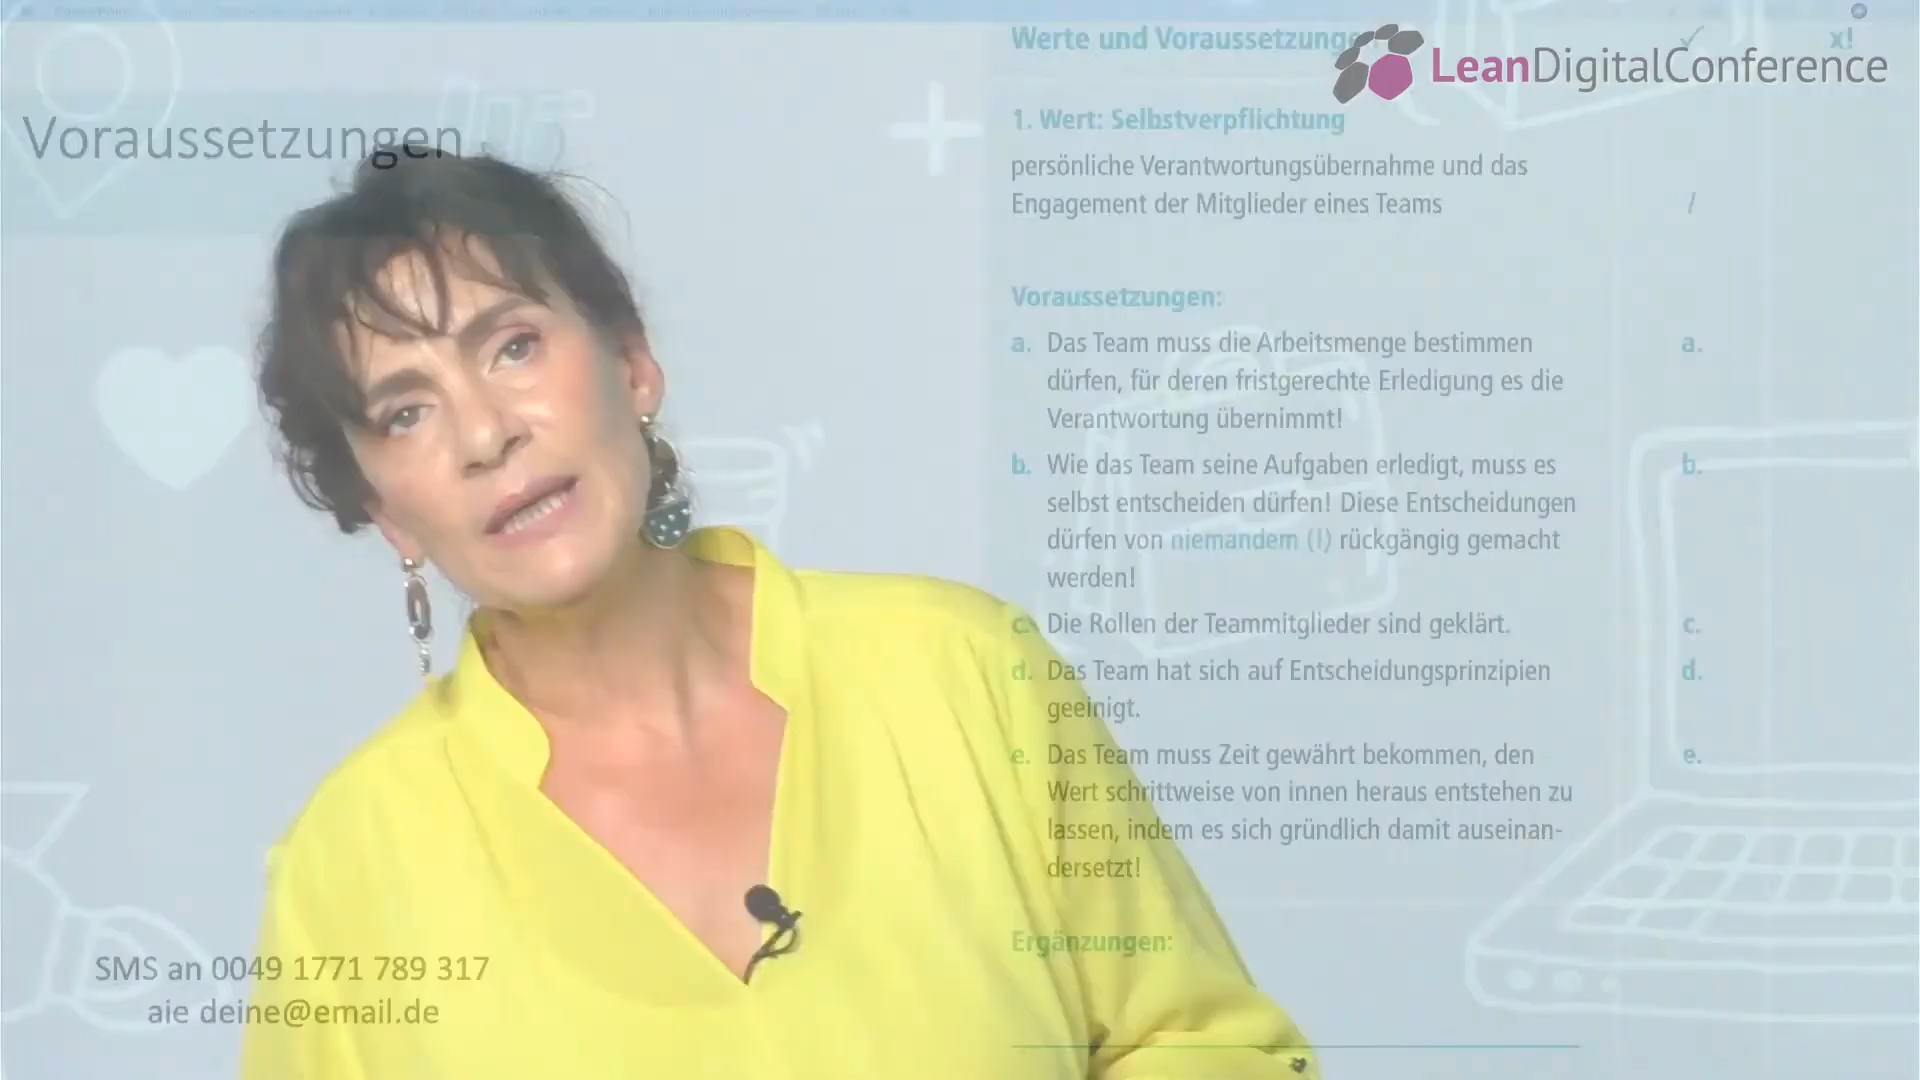 Werte und Voraussetzungen
✓
x!
LeanDigitalConference
Voraussetzungen
1. Wert: Selbstverpflichtung
persönliche Verantwortungsübernahme und das
Engagement der Mitglieder eines Teams
/
Voraussetzungen:
a. Das Team muss die Arbeitsmenge bestimmen
dürfen, für deren fristgerechte Erledigung es die
Verantwortung übernimmt!
a.
b. Wie das Team seine Aufgaben erledigt, muss es
selbst entscheiden dürfen! Diese Entscheidungen
dürfen von niemandem (!) rückgängig gemacht
werden!
b.
c. Die Rollen der Teammitglieder sind geklärt.
c.
d. Das Team hat sich auf Entscheidungsprinzipien
geeinigt.
d.
e. Das Team muss Zeit gewährt bekommen, den
Wert schrittweise von innen heraus entstehen zu
lassen, indem es sich gründlich damit auseinan-
dersetzt!
e.
Ergänzungen:
SMS an 0049 1771 789 317
aie deine@email.de